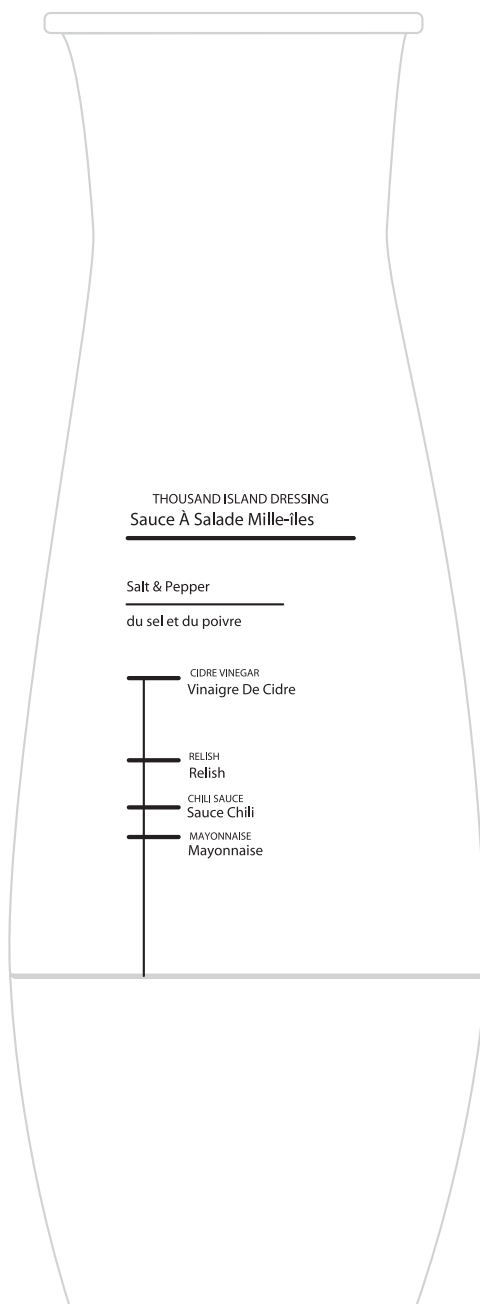 THOUSAND ISLAND DRESSING
Sauce À Salade Mille-îles
Salt & Pepper
du sel et du poivre
CIDRE VINEGAR
Vinaigre De Cidre
RELISH
Relish
CHILI SAUCE
Sauce Chili
MAYONNAISE
Mayonnaise